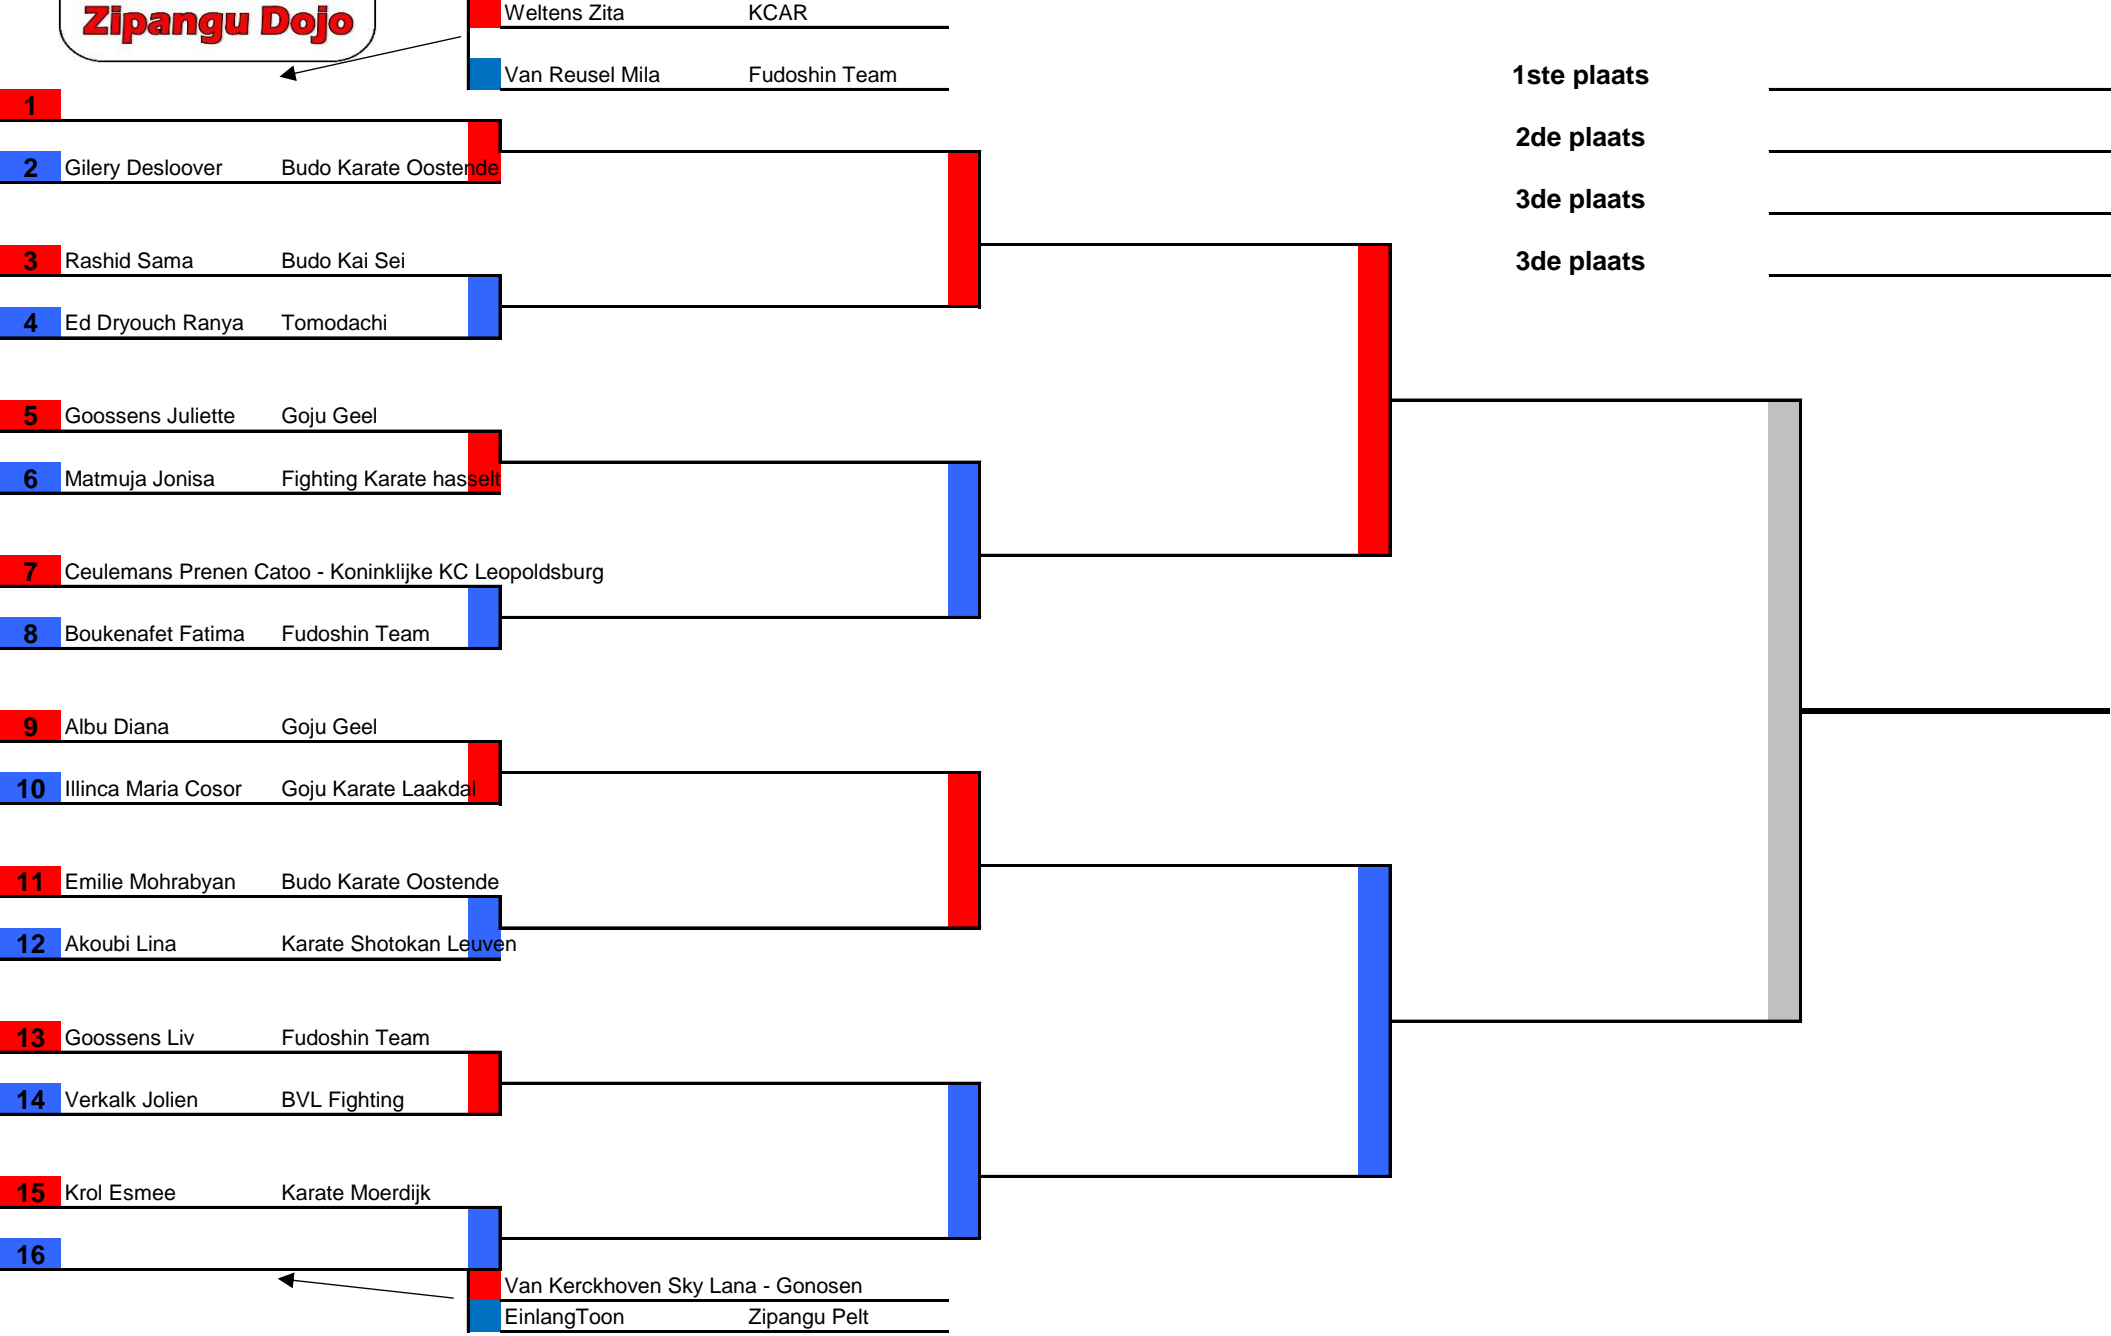 Zipangu Dojo
Weltens Zita KCAR
Van Reusel Mila Fudoshin Team
1ste plaats
1
2de plaats
2 Gilery Desloover Budo Karate Oostende
3de plaats
3 Rashid Sama Budo Kai Sei
3de plaats
4 Ed Dryouch Ranya Tomodachi
5 Goossens Juliette Goju Geel
6 Matmuja Jonisa Fighting Karate hasselt
7 Ceulemans Prenen Catoo - Koninklijke KC Leopoldsburg
8 Boukenafet Fatima Fudoshin Team
9 Albu Diana Goju Geel
10 Illinca Maria Cosor Goju Karate Laakdal
11 Emilie Mohrabyan Budo Karate Oostende
12 Akoubi Lina Karate Shotokan Leuven
13 Goossens Liv Fudoshin Team
14 Verkalk Jolien BVL Fighting
15 Krol Esmee Karate Moerdijk
16
Van Kerckhoven Sky Lana - Gonosen
EinlangToon Zipangu Pelt